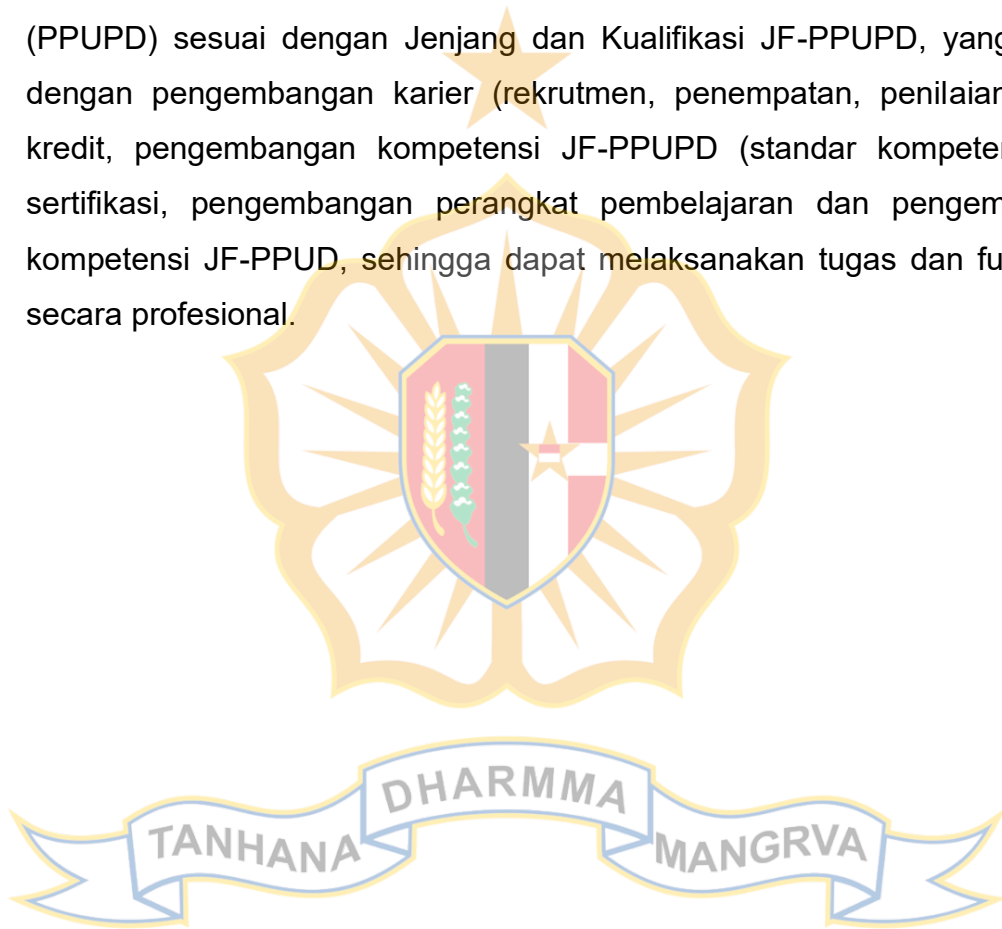 (PPUPD) sesuai dengan Jenjang dan Kualifikasi JF-PPUPD, yang
dengan pengembangan karier (rekrutmen, penempatan, penilaian
kredit, pengembangan kompetensi JF-PPUPD (standar kompeten
sertifikasi, pengembangan perangkat pembelajaran dan pengem
kompetensi JF-PPUD, sehingga dapat melaksanakan tugas dan fu
secara profesional.
TANHANA DHARMMA MANGRVA